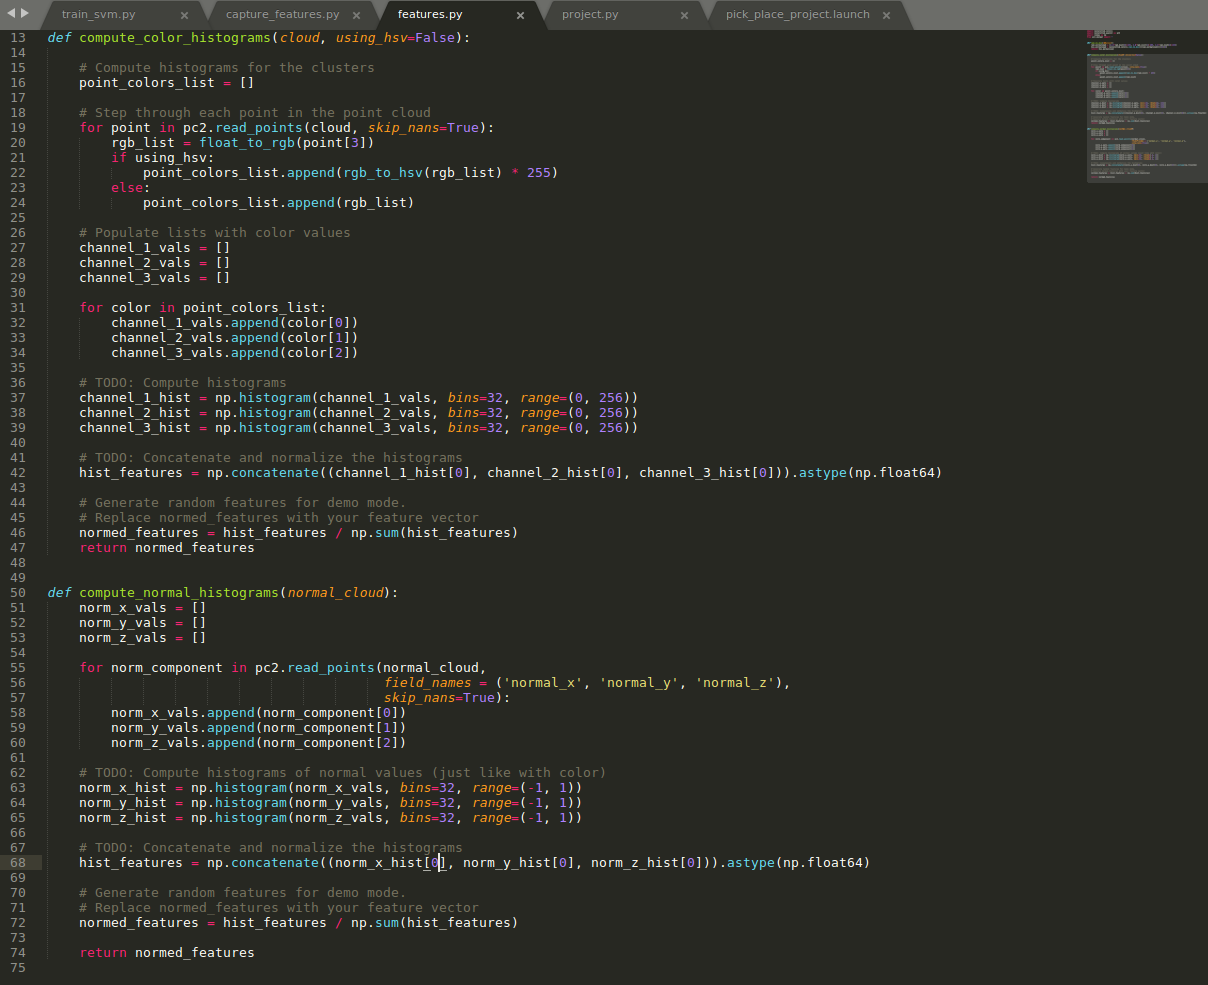 train_svm.py × capture_features.py × features.py × project.py × pick_place_project.launch ×
13 def compute_color_histograms(cloud, using_hsv=False):
14
15     # Compute histograms for the clusters
16     point_colors_list = []
17
18     # Step through each point in the point cloud
19     for point in pc2.read_points(cloud, skip_nans=True):
20         rgb_list = float_to_rgb(point[3])
21         if using_hsv:
22             point_colors_list.append(rgb_to_hsv(rgb_list) * 255)
23         else:
24             point_colors_list.append(rgb_list)
25
26     # Populate lists with color values
27     channel_1_vals = []
28     channel_2_vals = []
29     channel_3_vals = []
30
31     for color in point_colors_list:
32         channel_1_vals.append(color[0])
33         channel_2_vals.append(color[1])
34         channel_3_vals.append(color[2])
35
36     # TODO: Compute histograms
37     channel_1_hist = np.histogram(channel_1_vals, bins=32, range=(0, 256))
38     channel_2_hist = np.histogram(channel_2_vals, bins=32, range=(0, 256))
39     channel_3_hist = np.histogram(channel_3_vals, bins=32, range=(0, 256))
40
41     # TODO: Concatenate and normalize the histograms
42     hist_features = np.concatenate((channel_1_hist[0], channel_2_hist[0], channel_3_hist[0])).astype(np.float64)
43
44     # Generate random features for demo mode.
45     # Replace normed_features with your feature vector
46     normed_features = hist_features / np.sum(hist_features)
47     return normed_features
48
49
50 def compute_normal_histograms(normal_cloud):
51     norm_x_vals = []
52     norm_y_vals = []
53     norm_z_vals = []
54
55     for norm_component in pc2.read_points(normal_cloud,
56                                           field_names = ('normal_x', 'normal_y', 'normal_z'),
57                                           skip_nans=True):
58         norm_x_vals.append(norm_component[0])
59         norm_y_vals.append(norm_component[1])
60         norm_z_vals.append(norm_component[2])
61
62     # TODO: Compute histograms of normal values (just like with color)
63     norm_x_hist = np.histogram(norm_x_vals, bins=32, range=(-1, 1))
64     norm_y_hist = np.histogram(norm_y_vals, bins=32, range=(-1, 1))
65     norm_z_hist = np.histogram(norm_z_vals, bins=32, range=(-1, 1))
66
67     # TODO: Concatenate and normalize the histograms
68     hist_features = np.concatenate((norm_x_hist[0], norm_y_hist[0], norm_z_hist[0])).astype(np.float64)
69
70     # Generate random features for demo mode.
71     # Replace normed_features with your feature vector
72     normed_features = hist_features / np.sum(hist_features)
73
74     return normed_features
75